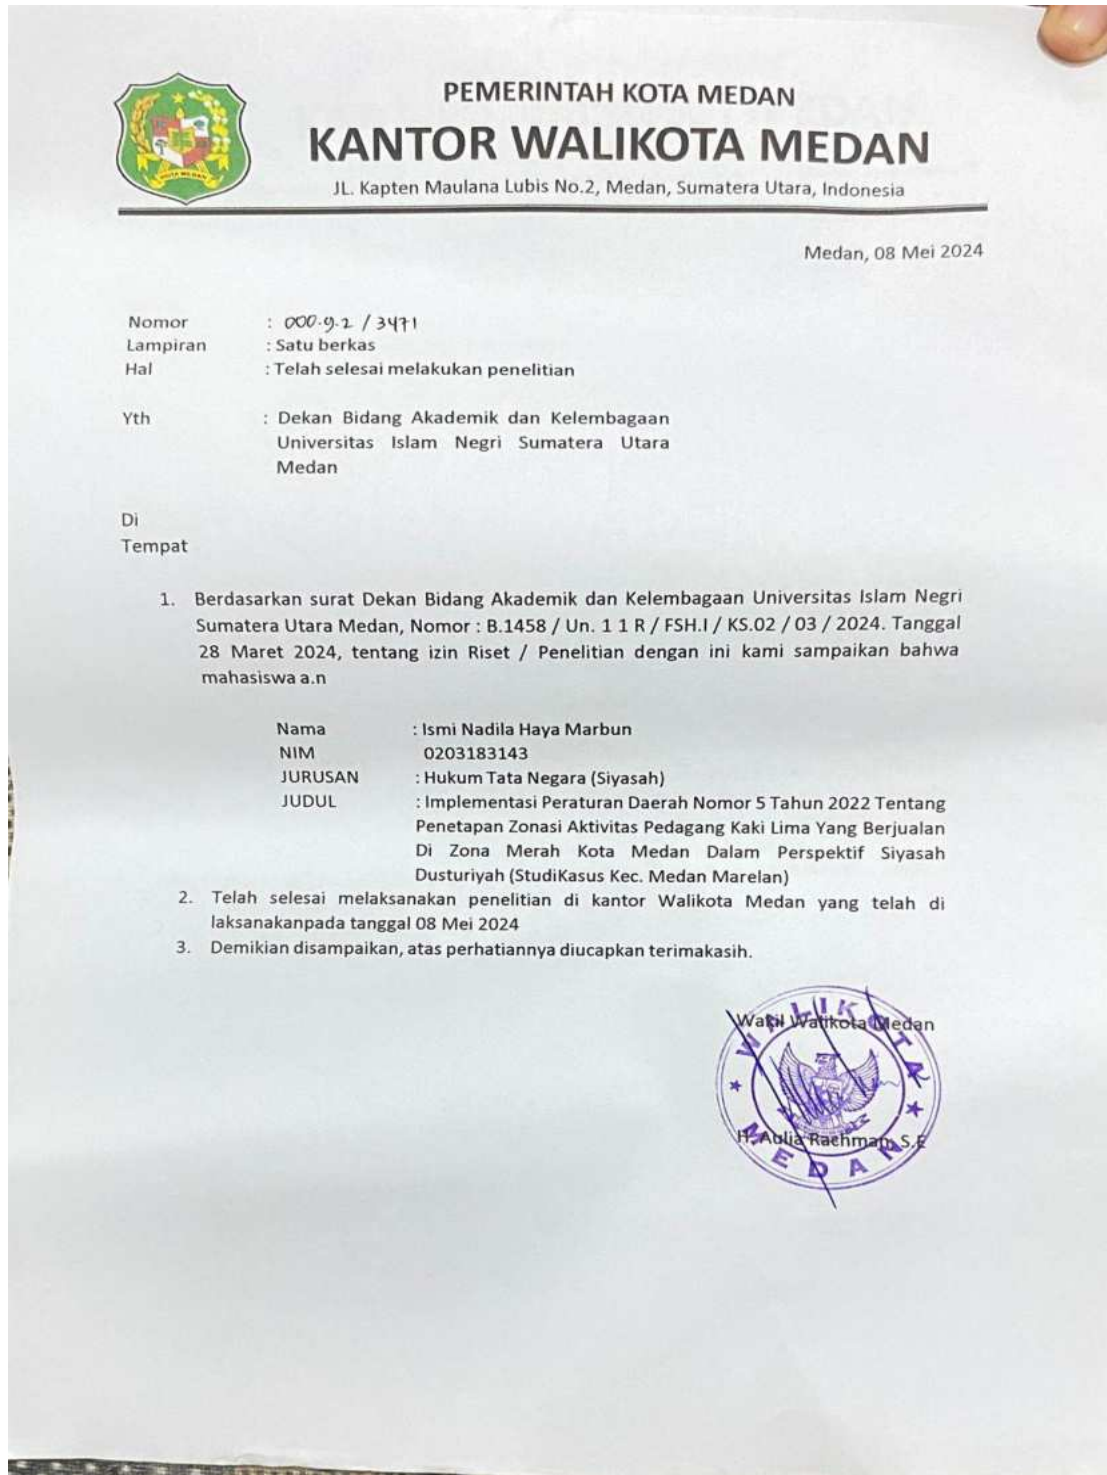 PEMERINTAH KOTA MEDAN
KANTOR WALIKOTA MEDAN
JL. Kapten Maulana Lubis No.2, Medan, Sumatera Utara, Indonesia
Medan, 08 Mei 2024
Nomor : 000.9.2 / 3471
Lampiran : Satu berkas
Hal : Telah selesai melakukan penelitian
Yth : Dekan Bidang Akademik dan Kelembagaan
Universitas Islam Negri Sumatera Utara
Medan
Di
Tempat
1. Berdasarkan surat Dekan Bidang Akademik dan Kelembagaan Universitas Islam Negri
Sumatera Utara Medan, Nomor : B.1458 / Un. 1 1 R / FSH.I / KS.02 / 03 / 2024. Tanggal
28 Maret 2024, tentang izin Riset / Penelitian dengan ini kami sampaikan bahwa
mahasiswa a.n
Nama : Ismi Nadila Haya Marbun
NIM 0203183143
JURUSAN : Hukum Tata Negara (Siyasah)
JUDUL : Implementasi Peraturan Daerah Nomor 5 Tahun 2022 Tentang
Penetapan Zonasi Aktivitas Pedagang Kaki Lima Yang Berjualan
Di Zona Merah Kota Medan Dalam Perspektif Siyasah
Dusturiyah (StudiKasus Kec. Medan Marelan)
2. Telah selesai melaksanakan penelitian di kantor Walikota Medan yang telah di
laksanakanpada tanggal 08 Mei 2024
3. Demikian disampaikan, atas perhatiannya diucapkan terimakasih.
Wakil Walikota Medan
WALIKOTA
MEDAN
H. Aulia Rachman, S.E